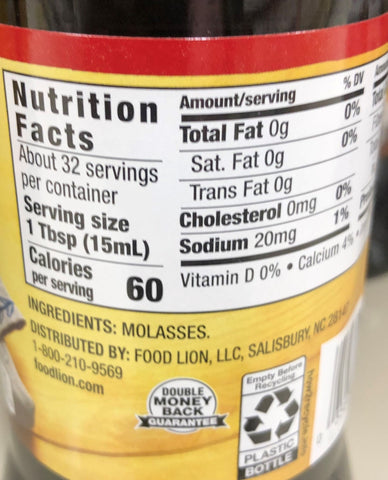 Nutrition
Facts
About 32 servings
per container
Serving size
1 Tbsp (15mL)
Calories
per serving 60
Amount/serving % DV
Total Fat 0g 0%
Sat. Fat 0g 0%
Trans Fat 0g
Cholesterol 0mg 0%
Sodium 20mg 1%
Vitamin D 0% • Calcium 4% •
INGREDIENTS: MOLASSES.
DISTRIBUTED BY: FOOD LION, LLC, SALISBURY, NC
1-800-210-9569
foodlion.com
DOUBLE
MONEY
BACK
GUARANTEE
Empty Before
Recycling
PLASTIC
BOTTLE
how2recycle.info